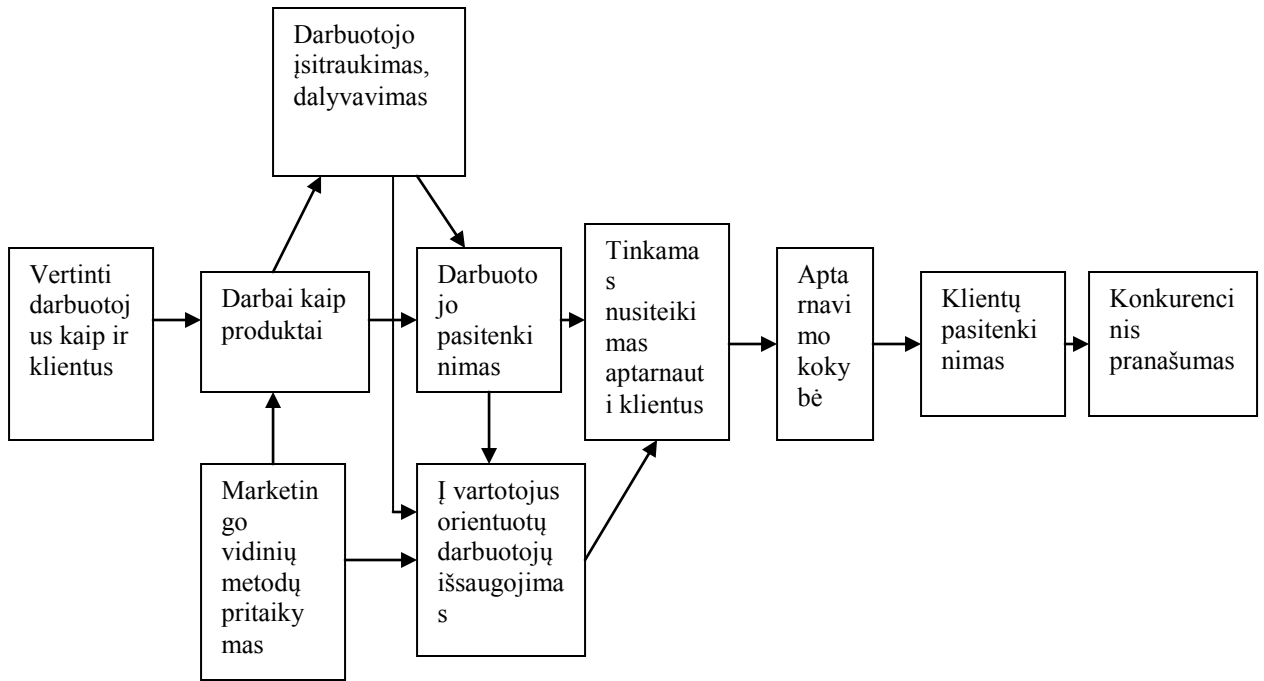 Darbuotojo
įsitraukimas,
dalyvavimas
Vertinti
darbuotoj
us kaip ir
klientus
Darbai kaip
produktai
Darbuoto
jo
pasitenki
nimas
Tinkama
s
nusiteiki
mas
aptarnaut
i klientus
Apta
rnavi
mo
koky
bė
Klientų
pasitenki
nimas
Konkurenci
nis
pranašumas
Marketin
go
vidinių
metodų
pritaiky
mas
Į vartotojus
orientuotų
darbuotojų
išsaugojima
s